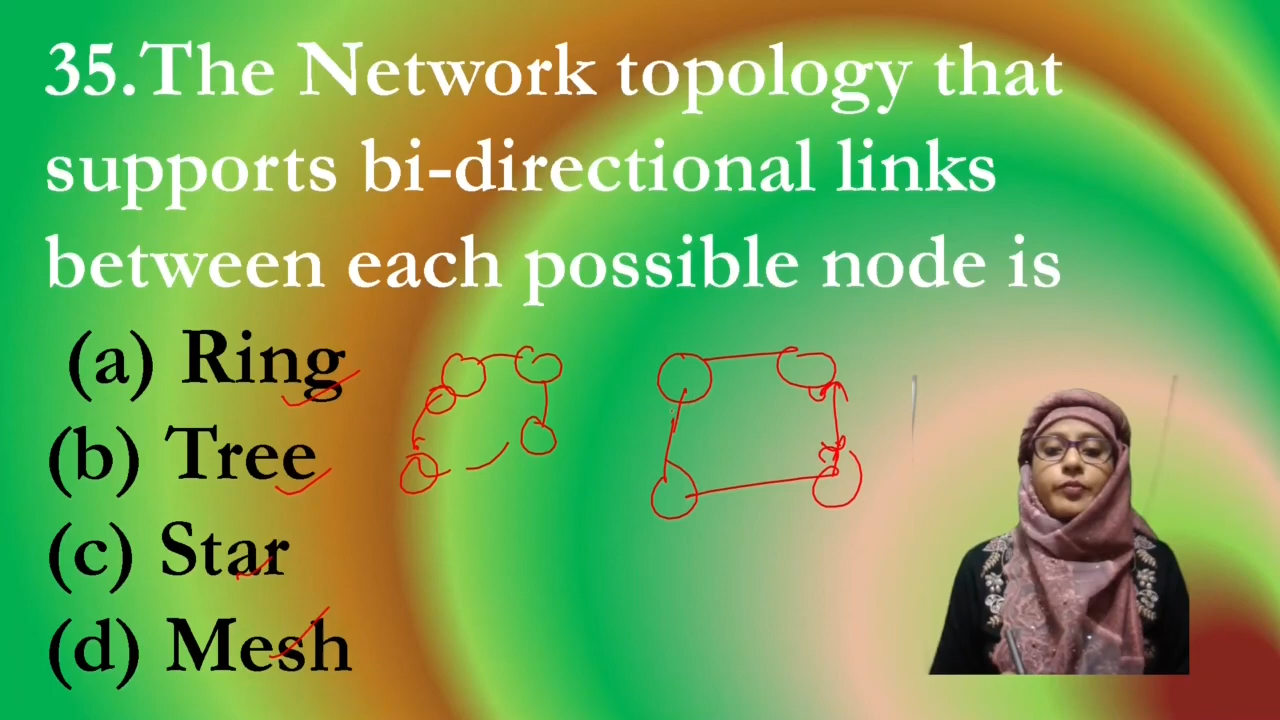 35.The Network topology that
supports bi-directional links
between each possible node is
(a) Ring
(b) Tree
(c) Star
(d) Mesh